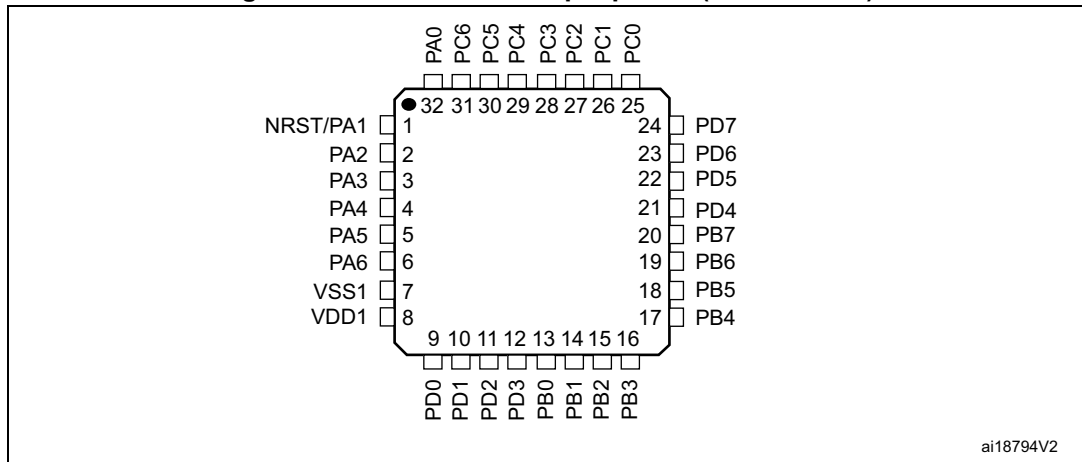 PA0 PC6 PC5 PC4 PC3 PC2 PC1 PC0
32 31 30 29 28 27 26 25
NRST/PA1 1 24 PD7
PA2 2 23 PD6
PA3 3 22 PD5
PA4 4 21 PD4
PA5 5 20 PB7
PA6 6 19 PB6
VSS1 7 18 PB5
VDD1 8 17 PB4
9 10 11 12 13 14 15 16
PD0 PD1 PD2 PD3 PB0 PB1 PB2 PB3
ai18794V2